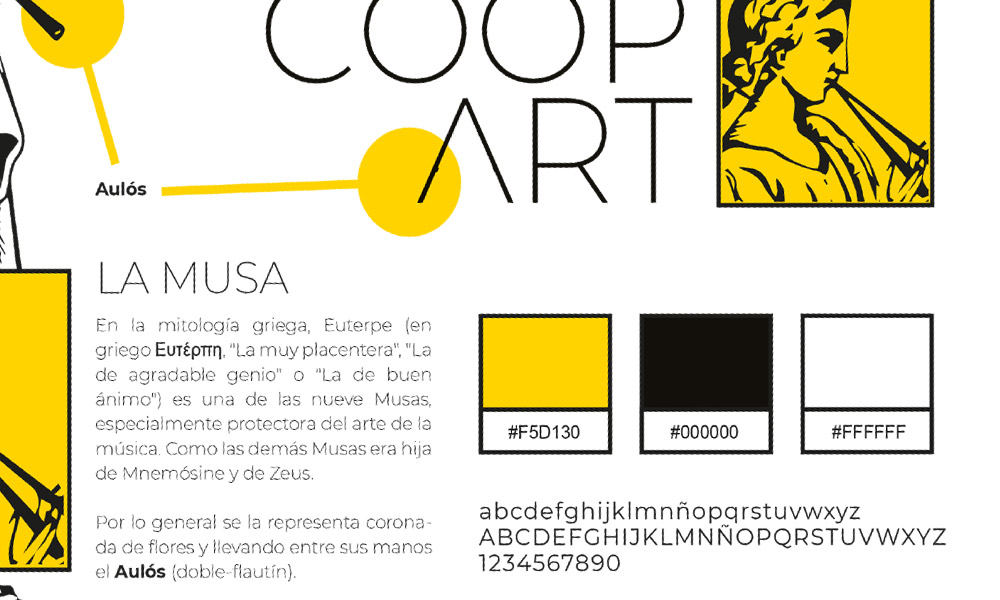 COOP
ART
Aulós
LA MUSA
En la mitología griega, Euterpe (en
griego Ευτέρπη, "La muy placentera", "La
de agradable genio" o "La de buen
ánimo") es una de las nueve Musas,
especialmente protectora del arte de la
música. Como las demás Musas era hija
de Mnemósine y de Zeus.
Por lo general se la representa corona-
da de flores y llevando entre sus manos
el Aulós (doble-flautín).
#F5D130
#000000
#FFFFFF
abcdefghijklmnñopqrstuvwxyz
ABCDEFGHIJKLMNÑOPQRSTUVWXYZ
1234567890